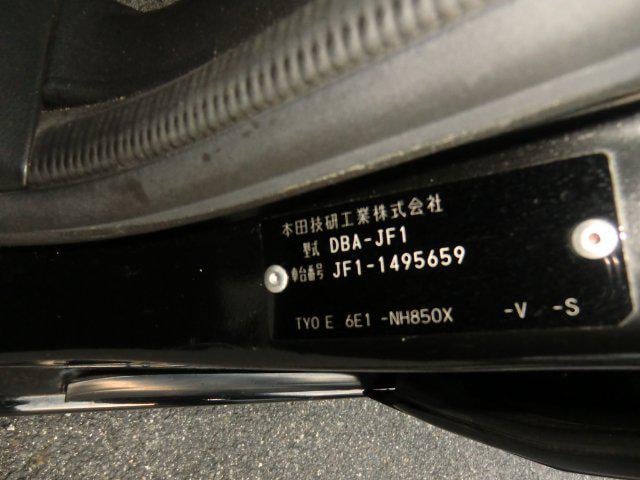 本田技研工業株式会社
型式 DBA-JF1
車台番号 JF1-1495659
TY0 E 6E1 -NH850X -V -S